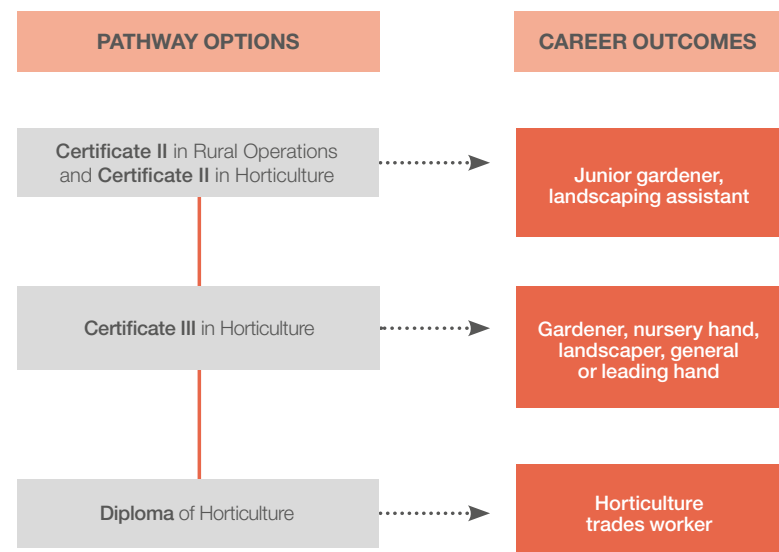 PATHWAY OPTIONS
CAREER OUTCOMES
Certificate II in Rural Operations
and Certificate II in Horticulture
Junior gardener,
landscaping assistant
Certificate III in Horticulture
Gardener, nursery hand,
landscaper, general
or leading hand
Diploma of Horticulture
Horticulture
trades worker